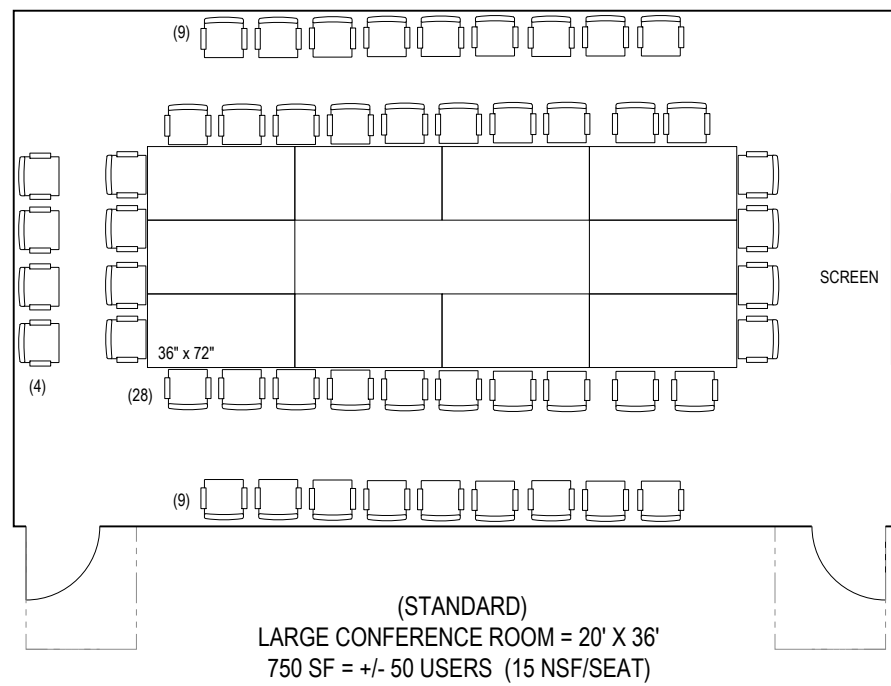 (9)
SCREEN
36" x 72"
(4)
(28)
(9)
(STANDARD)
LARGE CONFERENCE ROOM = 20' X 36'
750 SF = +/- 50 USERS (15 NSF/SEAT)